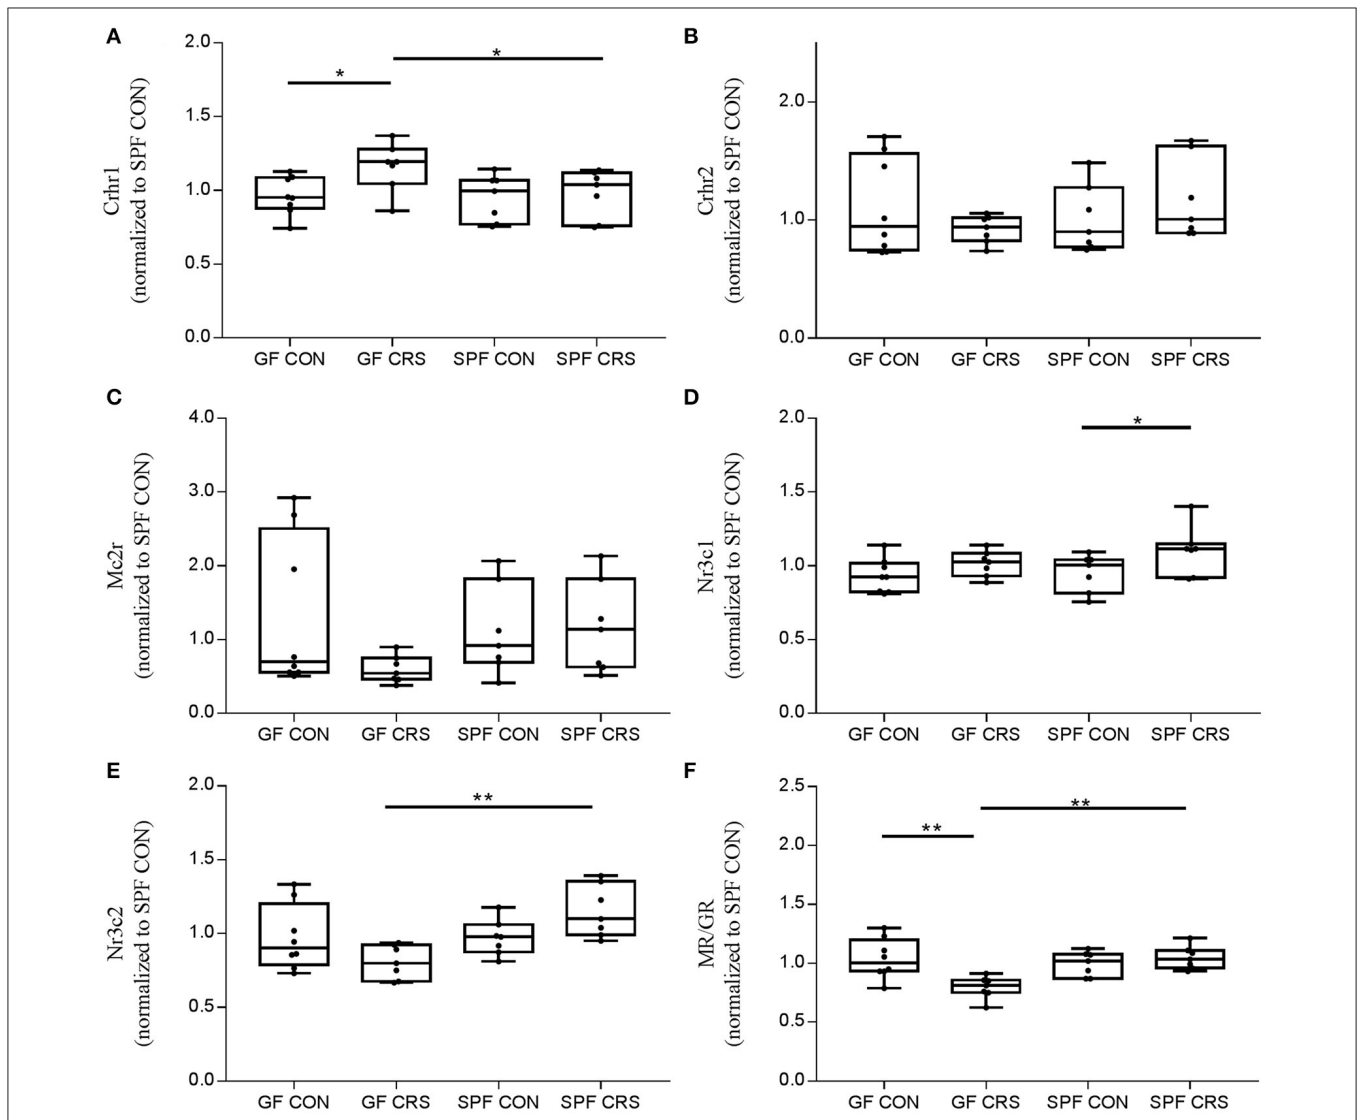 A
Crhr1
(normalized to SPF CON)
2.0
1.5
1.0
0.5
0.0
*
*
GF CON GF CRS SPF CON SPF CRS
B
Crhr2
(normalized to SPF CON)
2.0
1.0
0.0
GF CON GF CRS SPF CON SPF CRS
C
Mc2r
(normalized to SPF CON)
4.0
3.0
2.0
1.0
0.0
GF CON GF CRS SPF CON SPF CRS
D
Nr3c1
(normalized to SPF CON)
2.0
1.5
1.0
0.5
0.0
*
GF CON GF CRS SPF CON SPF CRS
E
Nr3c2
(normalized to SPF CON)
2.0
1.5
1.0
0.5
0.0
**
GF CON GF CRS SPF CON SPF CRS
F
MR/GR
(normalized to SPF CON)
2.5
2.0
1.5
1.0
0.5
0.0
**
**
GF CON GF CRS SPF CON SPF CRS